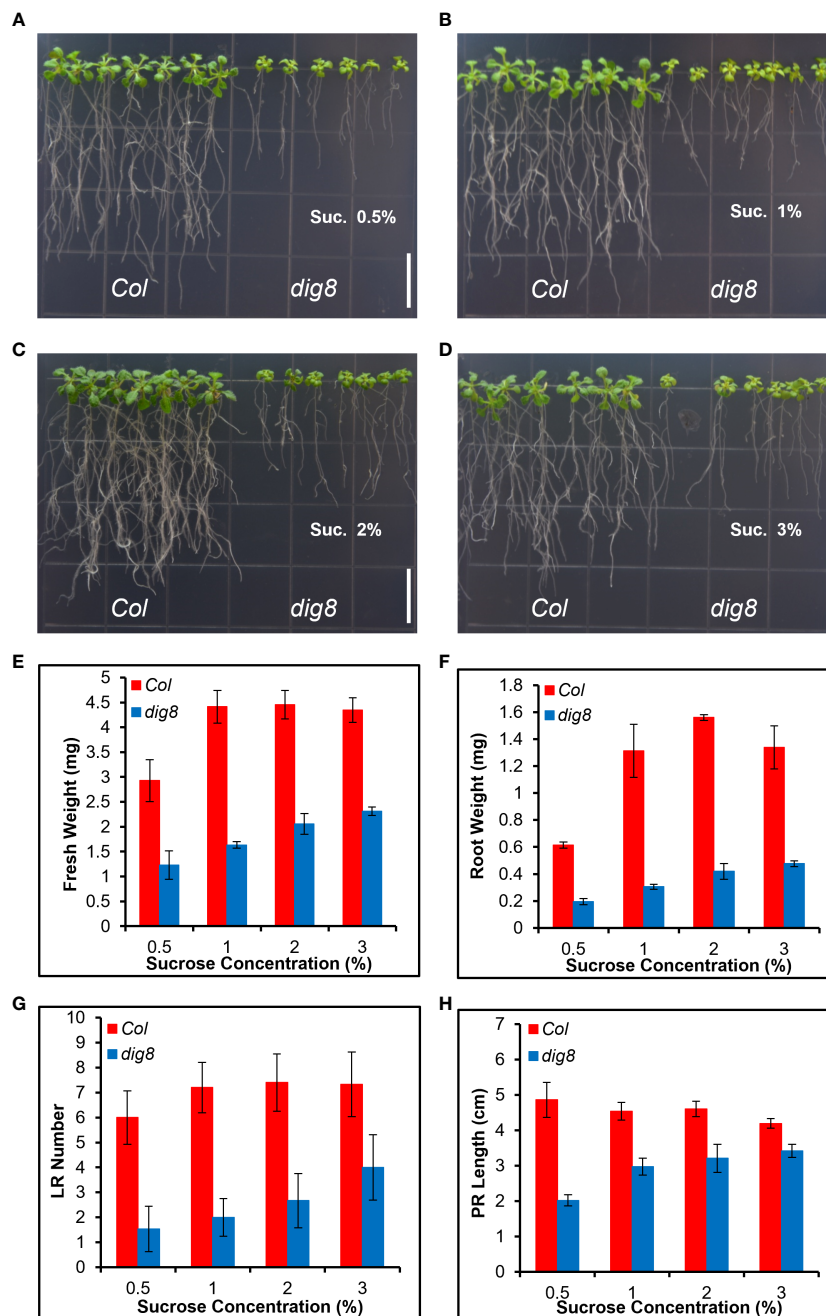 A
Suc. 0.5%
Col
dig8
B
Suc. 1%
Col
dig8
C
Suc. 2%
Col
dig8
D
Suc. 3%
Col
dig8
E
Fresh Weight (mg)
5
4.5
4
3.5
3
2.5
2
1.5
1
0.5
0
Col
dig8
0.5 1 2 3
Sucrose Concentration (%)
F
Root Weight (mg)
1.8
1.6
1.4
1.2
1
0.8
0.6
0.4
0.2
0
Col
dig8
0.5 1 2 3
Sucrose Concentration (%)
G
LR Number
10
9
8
7
6
5
4
3
2
1
0
Col
dig8
0.5 1 2 3
Sucrose Concentration (%)
H
PR Length (cm)
7
6
5
4
3
2
1
0
Col
dig8
0.5 1 2 3
Sucrose Concentration (%)